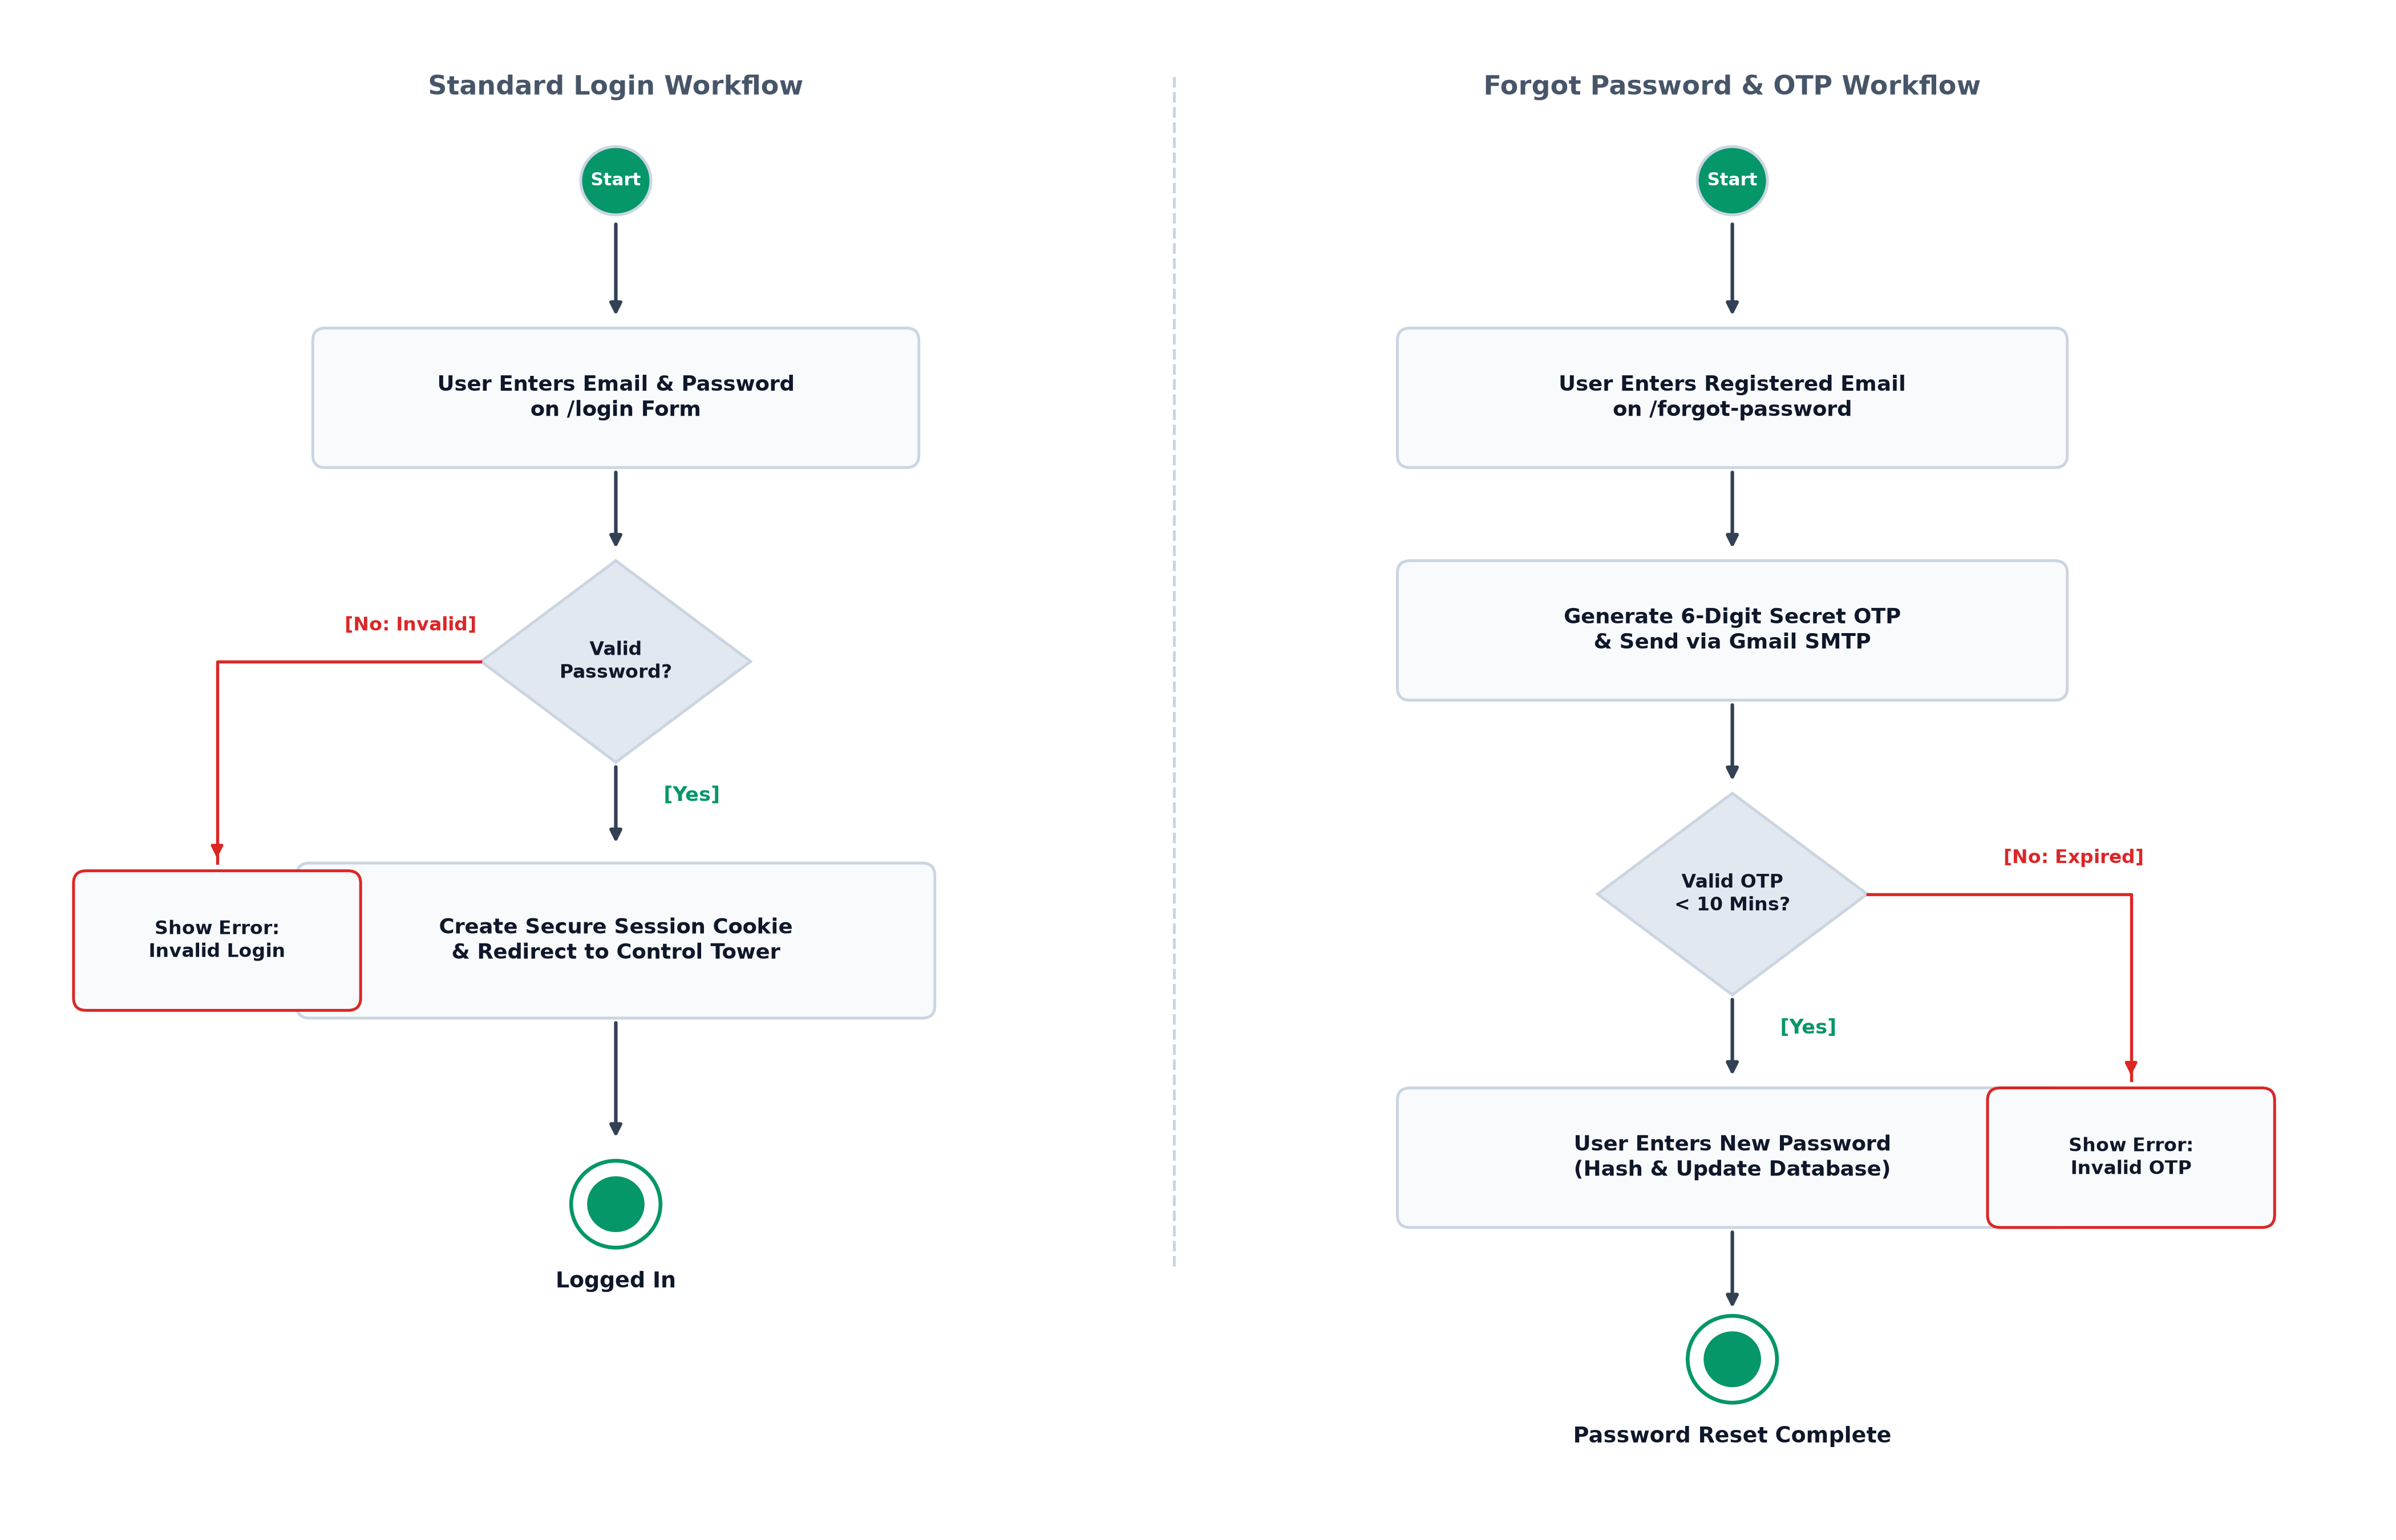 Standard Login Workflow
Start
User Enters Email & Password
on /login Form
Valid
Password?
[No: Invalid]
[Yes]
Show Error:
Invalid Login
Create Secure Session Cookie
& Redirect to Control Tower
Logged In
Forgot Password & OTP Workflow
Start
User Enters Registered Email
on /forgot-password
Generate 6-Digit Secret OTP
& Send via Gmail SMTP
Valid OTP
< 10 Mins?
[No: Expired]
[Yes]
User Enters New Password
(Hash & Update Database)
Show Error:
Invalid OTP
Password Reset Complete